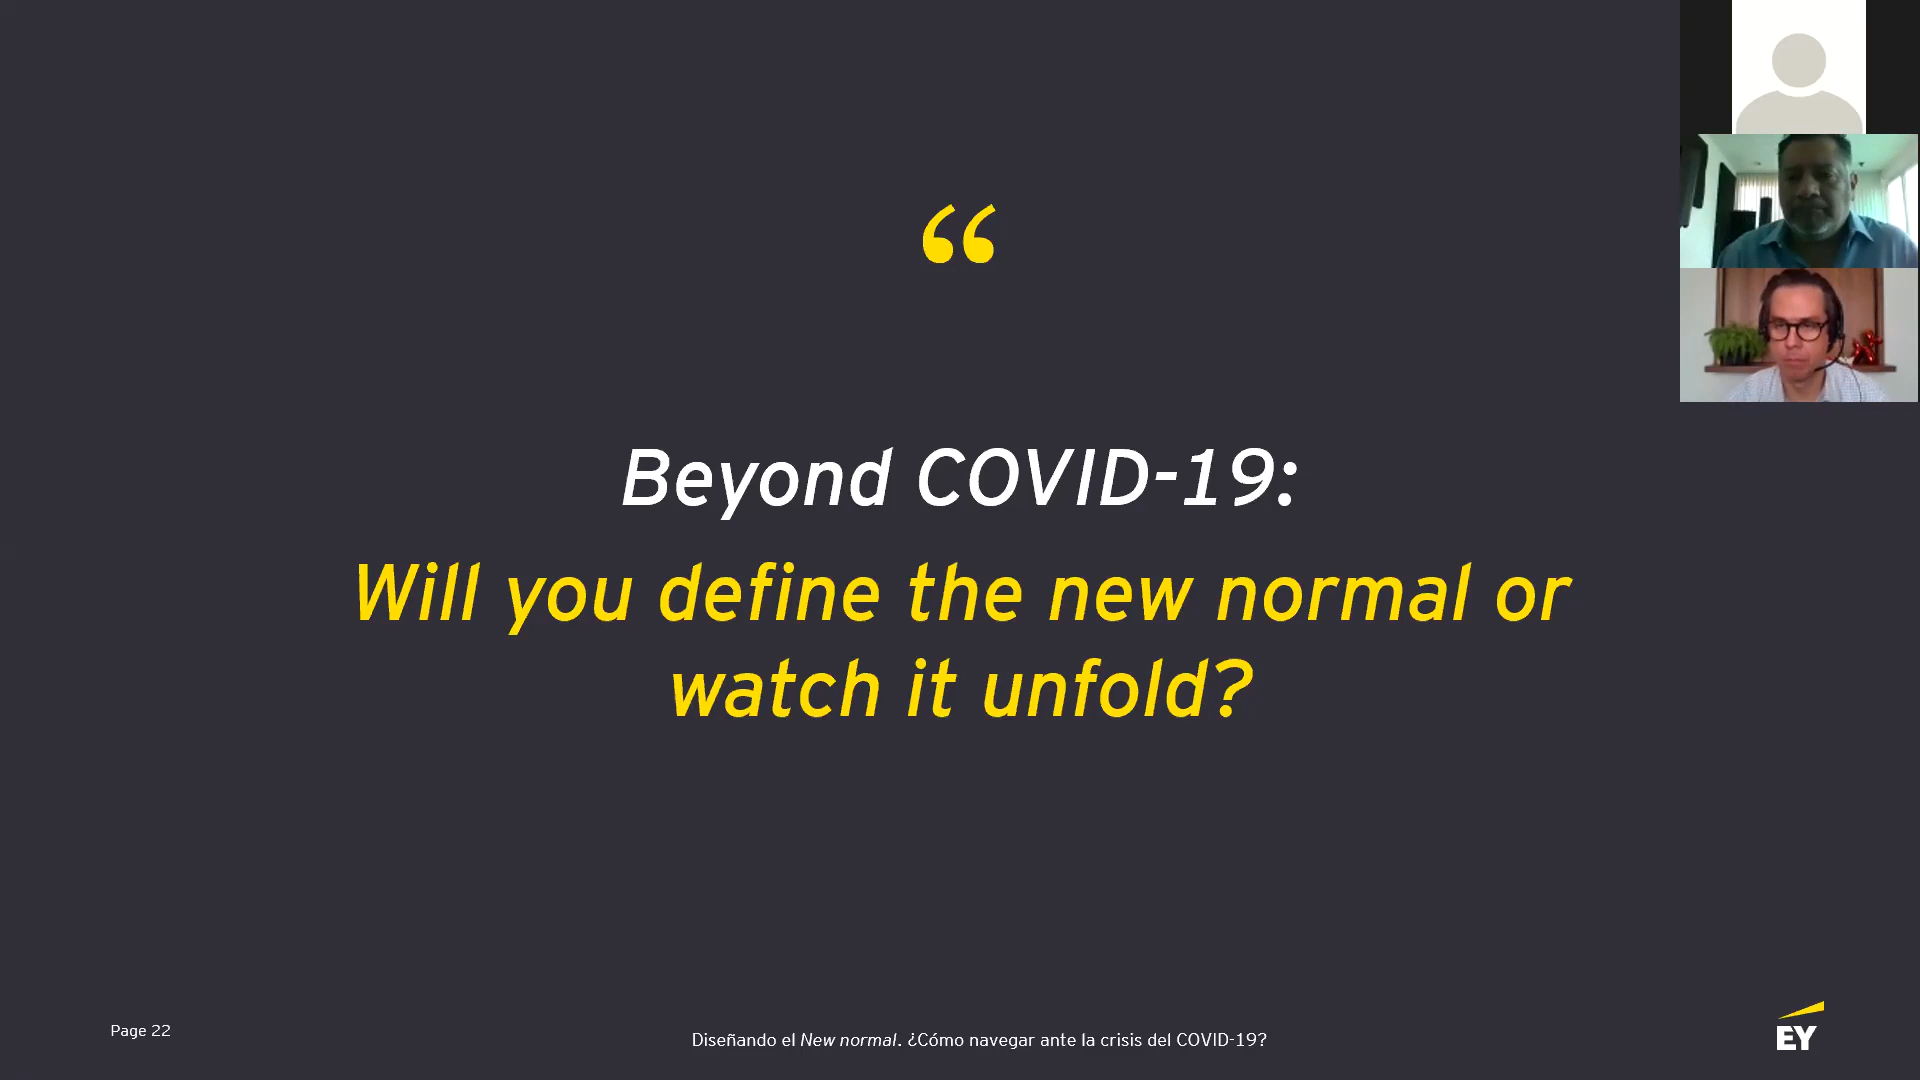 “
Beyond COVID-19:
Will you define the new normal or
watch it unfold?
Page 22
Diseñando el New normal. ¿Cómo navegar ante la crisis del COVID-19?
EY